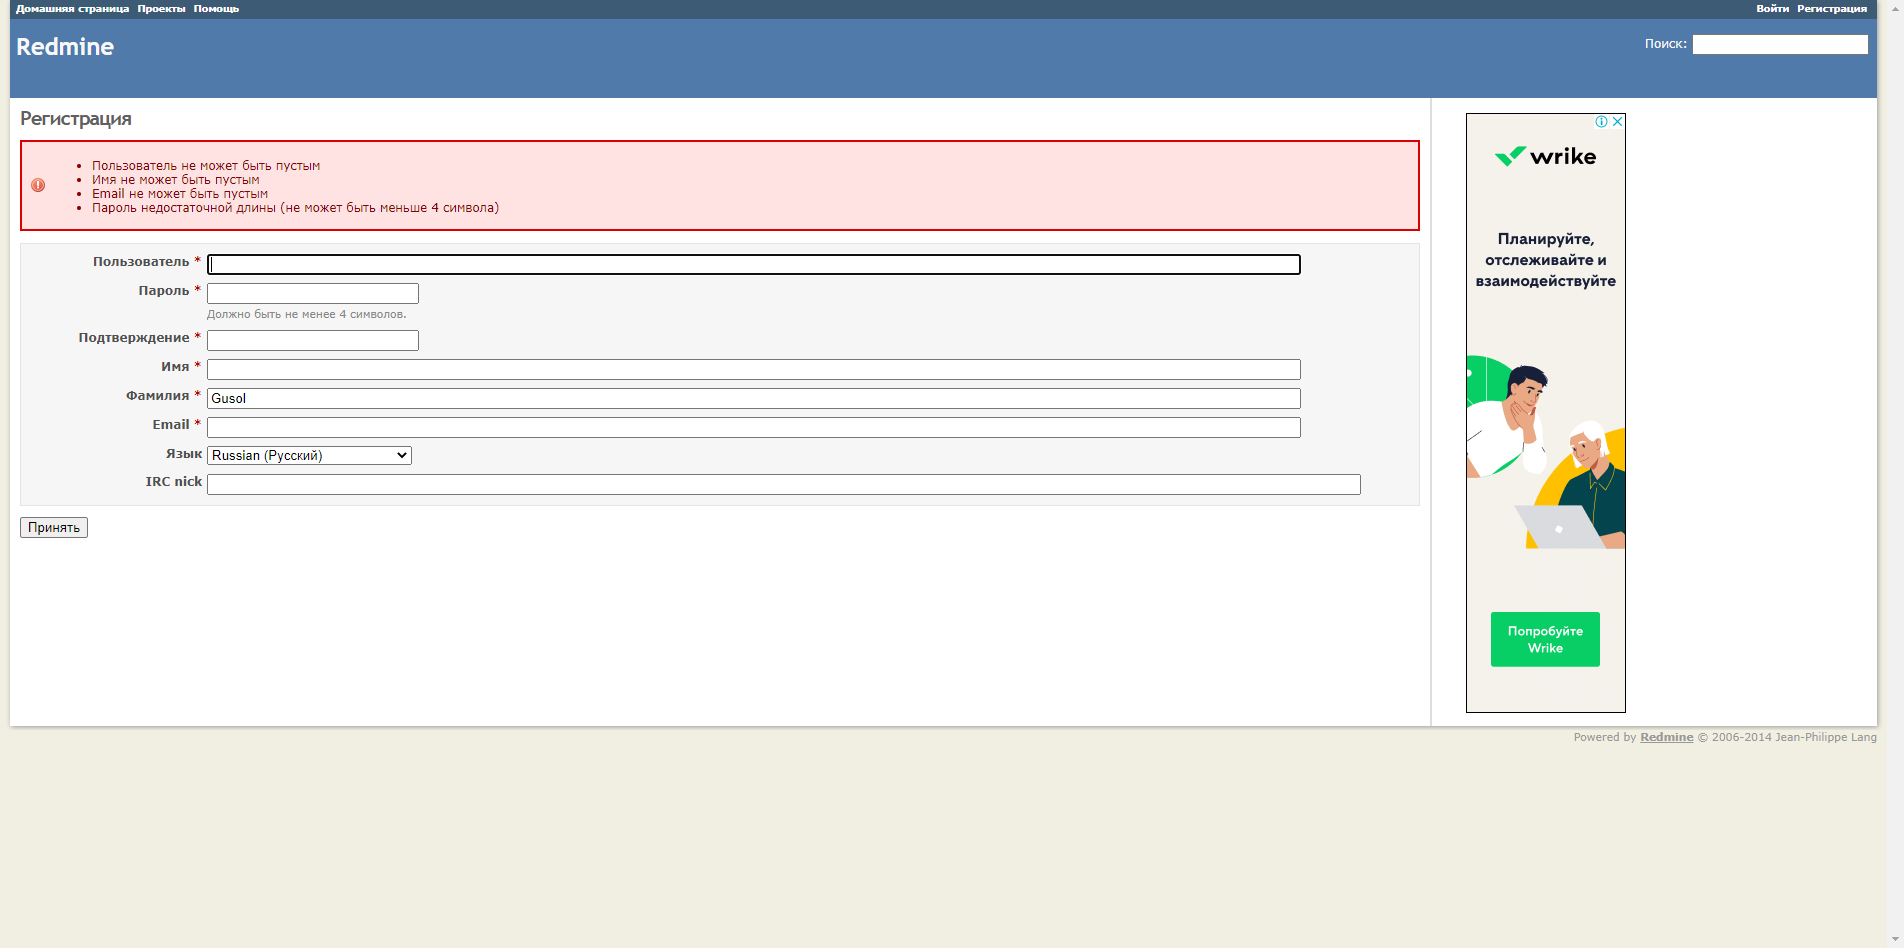 Домашняя страница Проекты Помощь
Войти Регистрация
Redmine
Поиск:
Регистрация
Пользователь не может быть пустым
Имя не может быть пустым
Email не может быть пустым
Пароль недостаточной длины (не может быть меньше 4 символа)
Пользователь *
Пароль *
Должно быть не менее 4 символов.
Подтверждение *
Имя *
Фамилия * Gusol
Email *
Язык Russian (Русский)
IRC nick
Принять
wrike
Планируйте,
отслеживайте и
взаимодействуйте
Попробуйте
Wrike
Powered by Redmine © 2006-2014 Jean-Philippe Lang